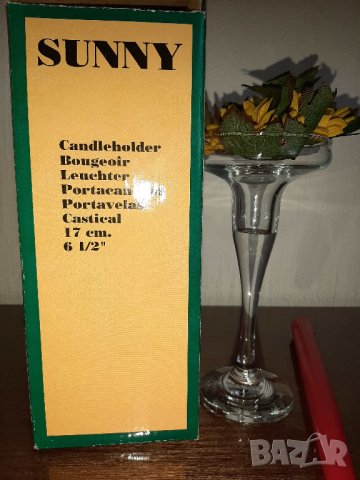 SUNNY
Candleholder
Bougeoir
Leuchter
Portavelas
Castical
17 cm.
6 1/2"
BAZAR